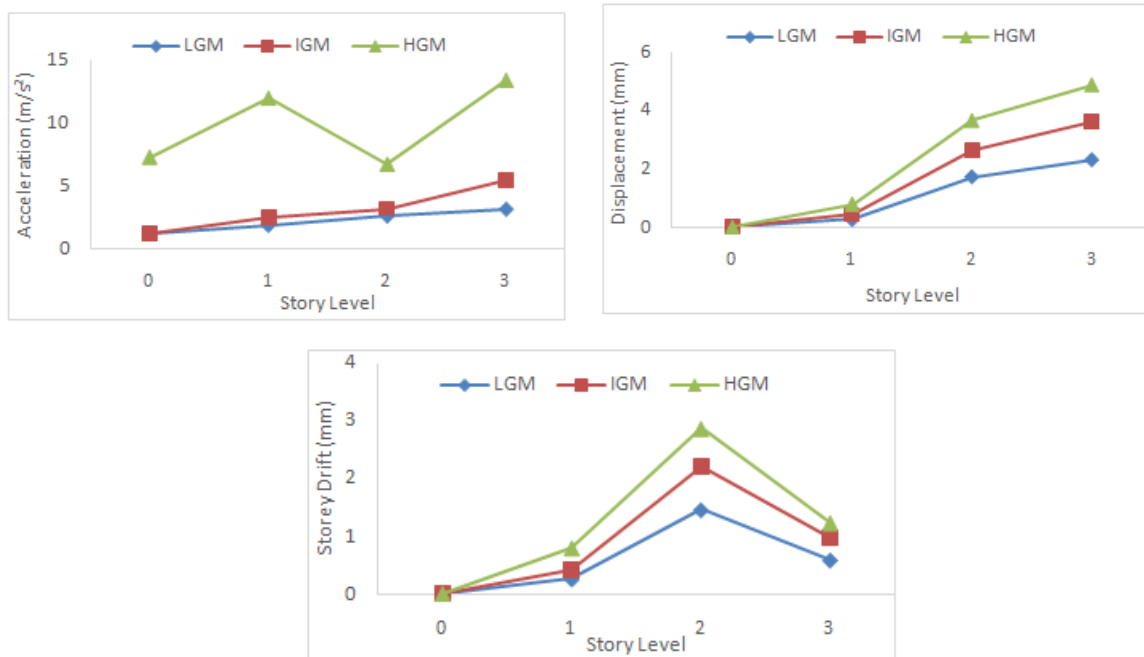 LGM IGM HGM
15
10
5
0
Acceleration (m/s²)
0 1 2 3
Story Level
LGM IGM HGM
6
4
2
0
Displacement (mm)
0 1 2 3
Story Level
LGM IGM HGM
4
3
2
1
0
Storey Drift (mm)
0 1 2 3
Story Level